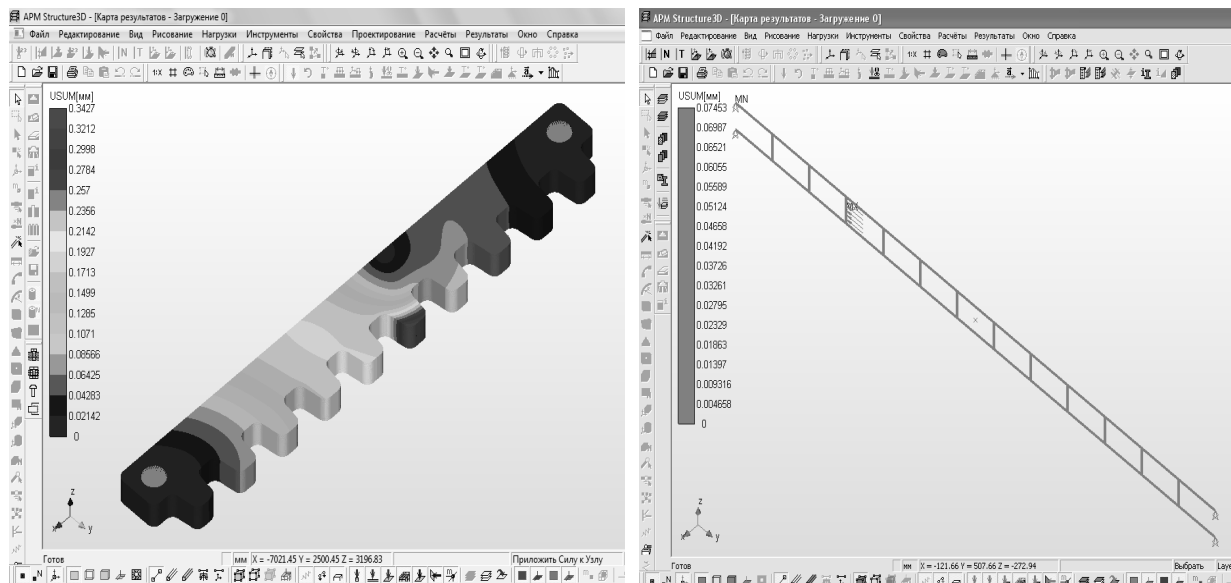 APM Structure3D - [Карта результатов - Загружение 0]
Файл Редактирование Вид Рисование Нагрузки Инструменты Свойства Проектирование Расчёты Результаты Окно Справка
USUM[мм]
0.3427
0.3212
0.2998
0.2784
0.257
0.2356
0.2142
0.1927
0.1713
0.1499
0.1285
0.1071
0.08566
0.06425
0.04283
0.02142
0
z
x
y
Готов
мм X = -7021.45 Y = 2500.45 Z = 3196.83
Приложить Силу к Узлу
APM Structure3D - [Карта результатов - Загружение 0]
Файл Редактирование Вид Рисование Нагрузки Инструменты Свойства Расчёты Результаты Окно Справка
USUM[мм]
0.07453
0.06987
0.06521
0.06055
0.05589
0.05124
0.04658
0.04192
0.03726
0.03261
0.02795
0.02329
0.01863
0.01397
0.009316
0.004658
0
MN
MX
z
x
y
Готов
мм X = -121.66 Y = 507.66 Z = -272.94
Выбрать